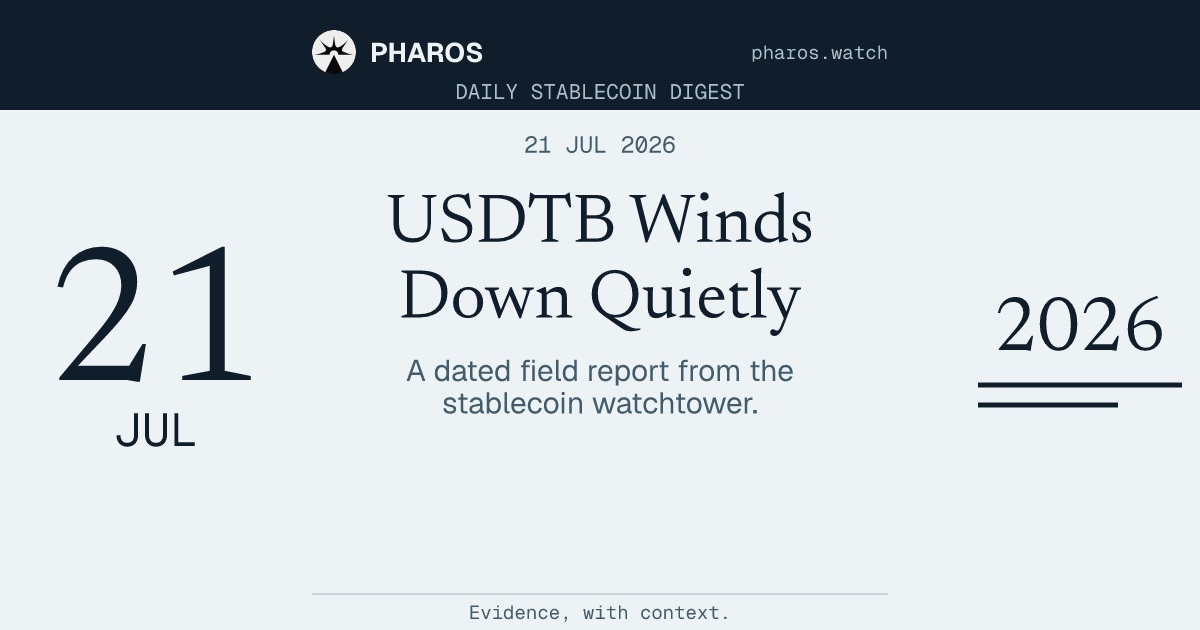 PHAROS
pharos.watch
DAILY STABLECOIN DIGEST
21 JUL 2026
USDTB Winds
Down Quietly
A dated field report from the
stablecoin watchtower.
21
JUL
2026
Evidence, with context.